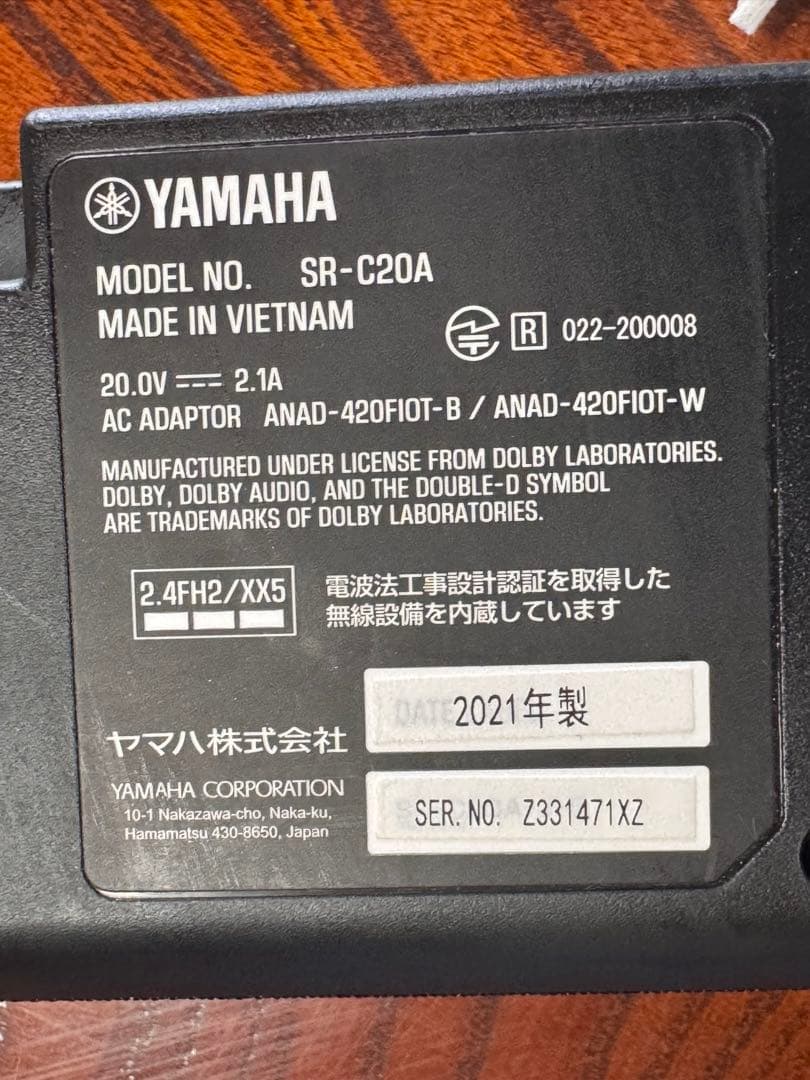 YAMAHA
MODEL NO. SR-C20A
MADE IN VIETNAM
R 022-200008
20.0V 2.1A
AC ADAPTOR ANAD-420FIOT-B / ANAD-420FIOT-W
MANUFACTURED UNDER LICENSE FROM DOLBY LABORATORIES.
DOLBY, DOLBY AUDIO, AND THE DOUBLE-D SYMBOL
ARE TRADEMARKS OF DOLBY LABORATORIES.
2.4FH2/XX5
電波法工事設計認証を取得した
無線設備を内蔵しています
DATE 2021年製
ヤマハ株式会社
YAMAHA CORPORATION
10-1 Nakazawa-cho, Naka-ku,
Hamamatsu 430-8650, Japan
SER. NO. Z331471XZ